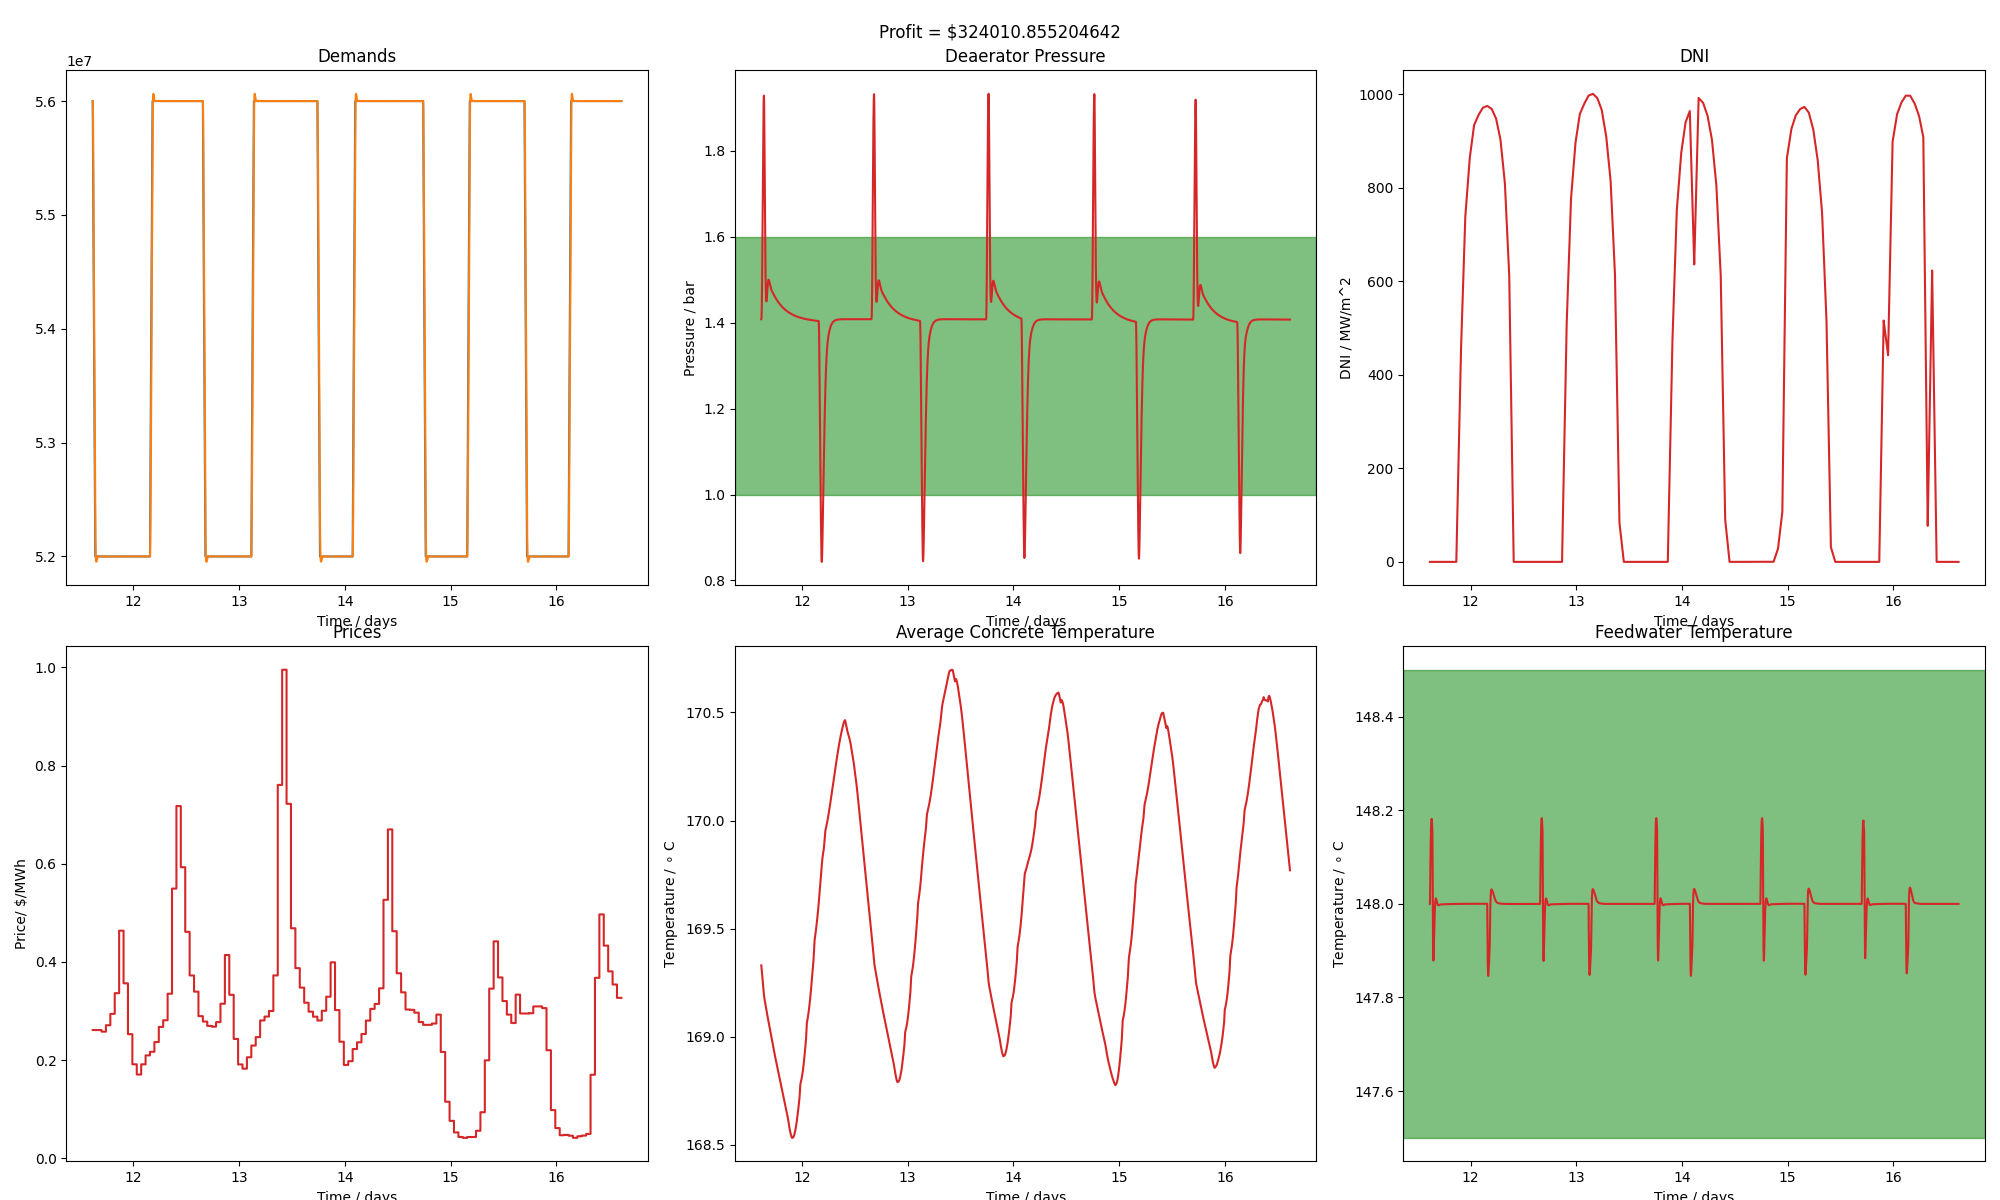 Profit = $324010.855204642
Demands
1e7
5.6
5.5
5.4
5.3
5.2
12 13 14 15 16
Time / days
Deaerator Pressure
Pressure / bar
1.8
1.6
1.4
1.2
1.0
0.8
12 13 14 15 16
Time / days
DNI
DNI / MW/m^2
1000
800
600
400
200
0
12 13 14 15 16
Time / days
Prices
Price/ $/MWh
1.0
0.8
0.6
0.4
0.2
0.0
12 13 14 15 16
Time / days
Average Concrete Temperature
Temperature / ∘ C
170.5
170.0
169.5
169.0
168.5
12 13 14 15 16
Time / days
Feedwater Temperature
Temperature / ∘ C
148.4
148.2
148.0
147.8
147.6
12 13 14 15 16
Time / days